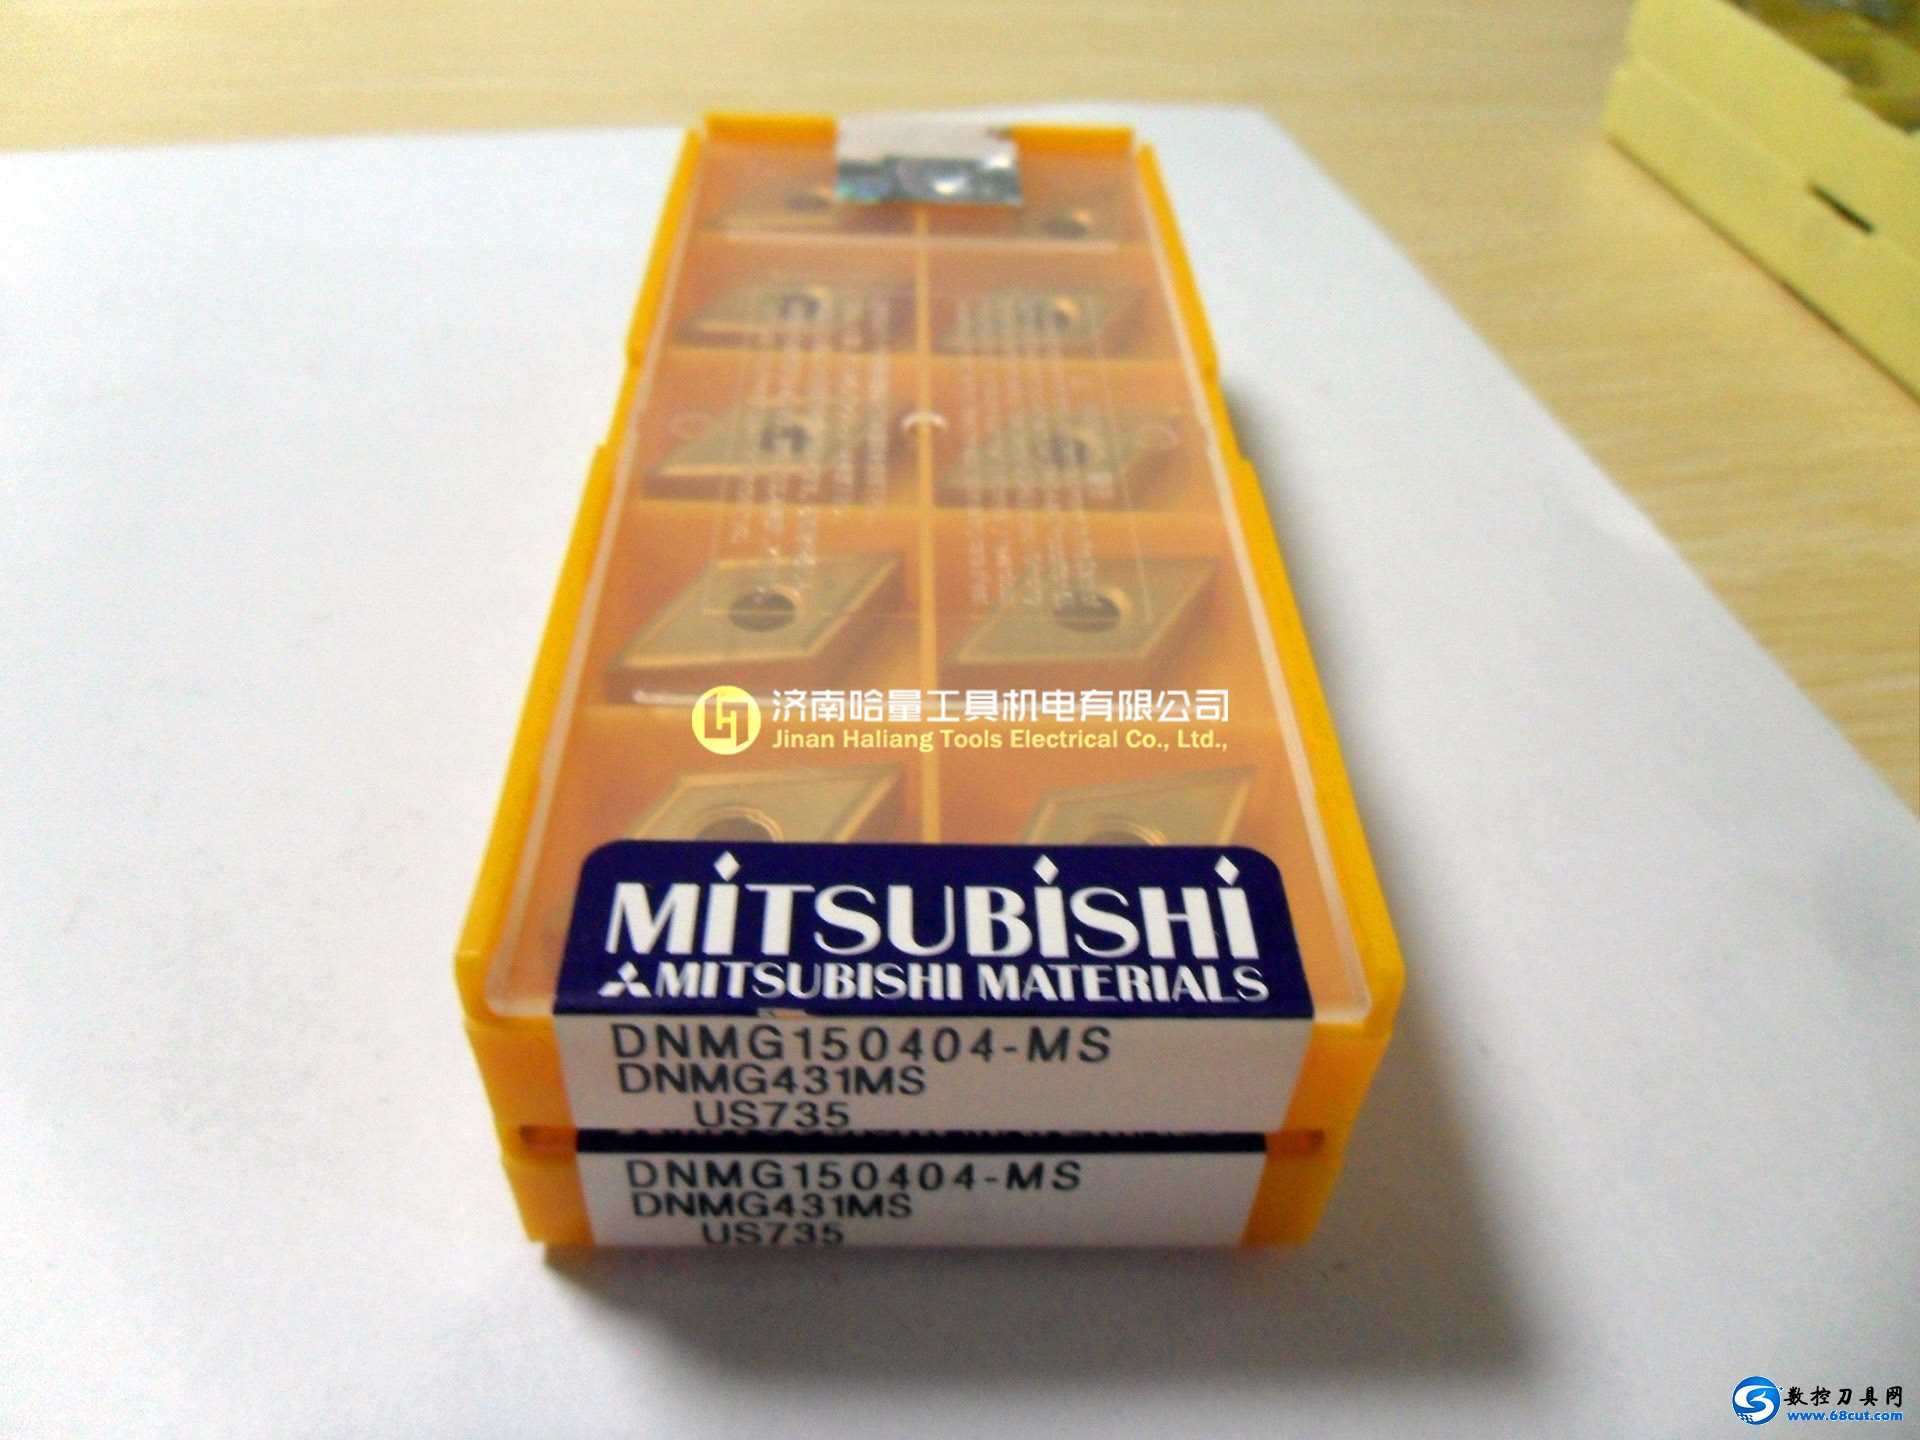 济南哈量工具机电有限公司
Jinan Haliang Tools Electrical Co., Ltd.,
MITSUBISHI
MITSUBISHI MATERIALS
DNMG150404-MS
DNMG431MS
US735
DNMG150404-MS
DNMG431MS
US735
数控刀具网
www.68cut.com